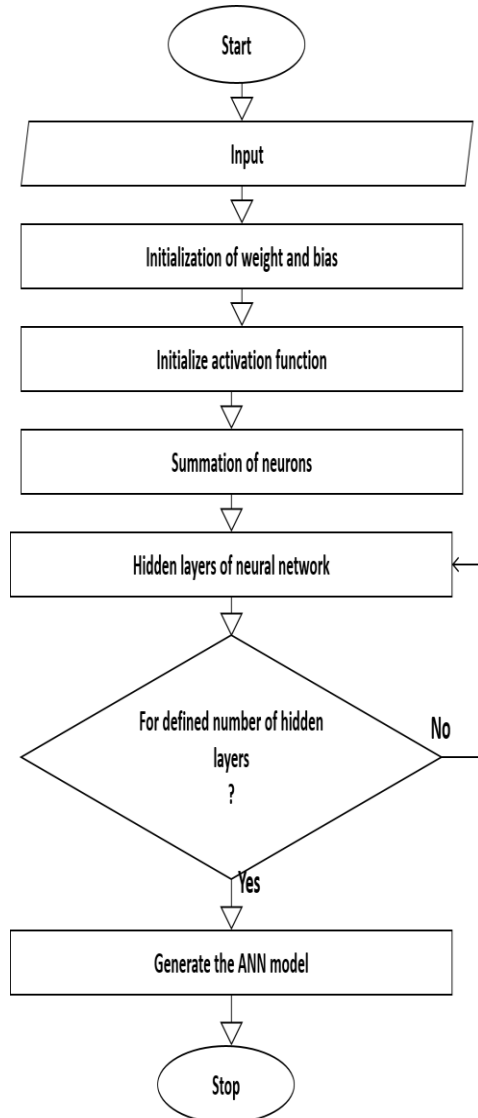 Start
Input
Initialization of weight and bias
Initialize activation function
Summation of neurons
Hidden layers of neural network
For defined number of hidden
layers
?
No
Yes
Generate the ANN model
Stop